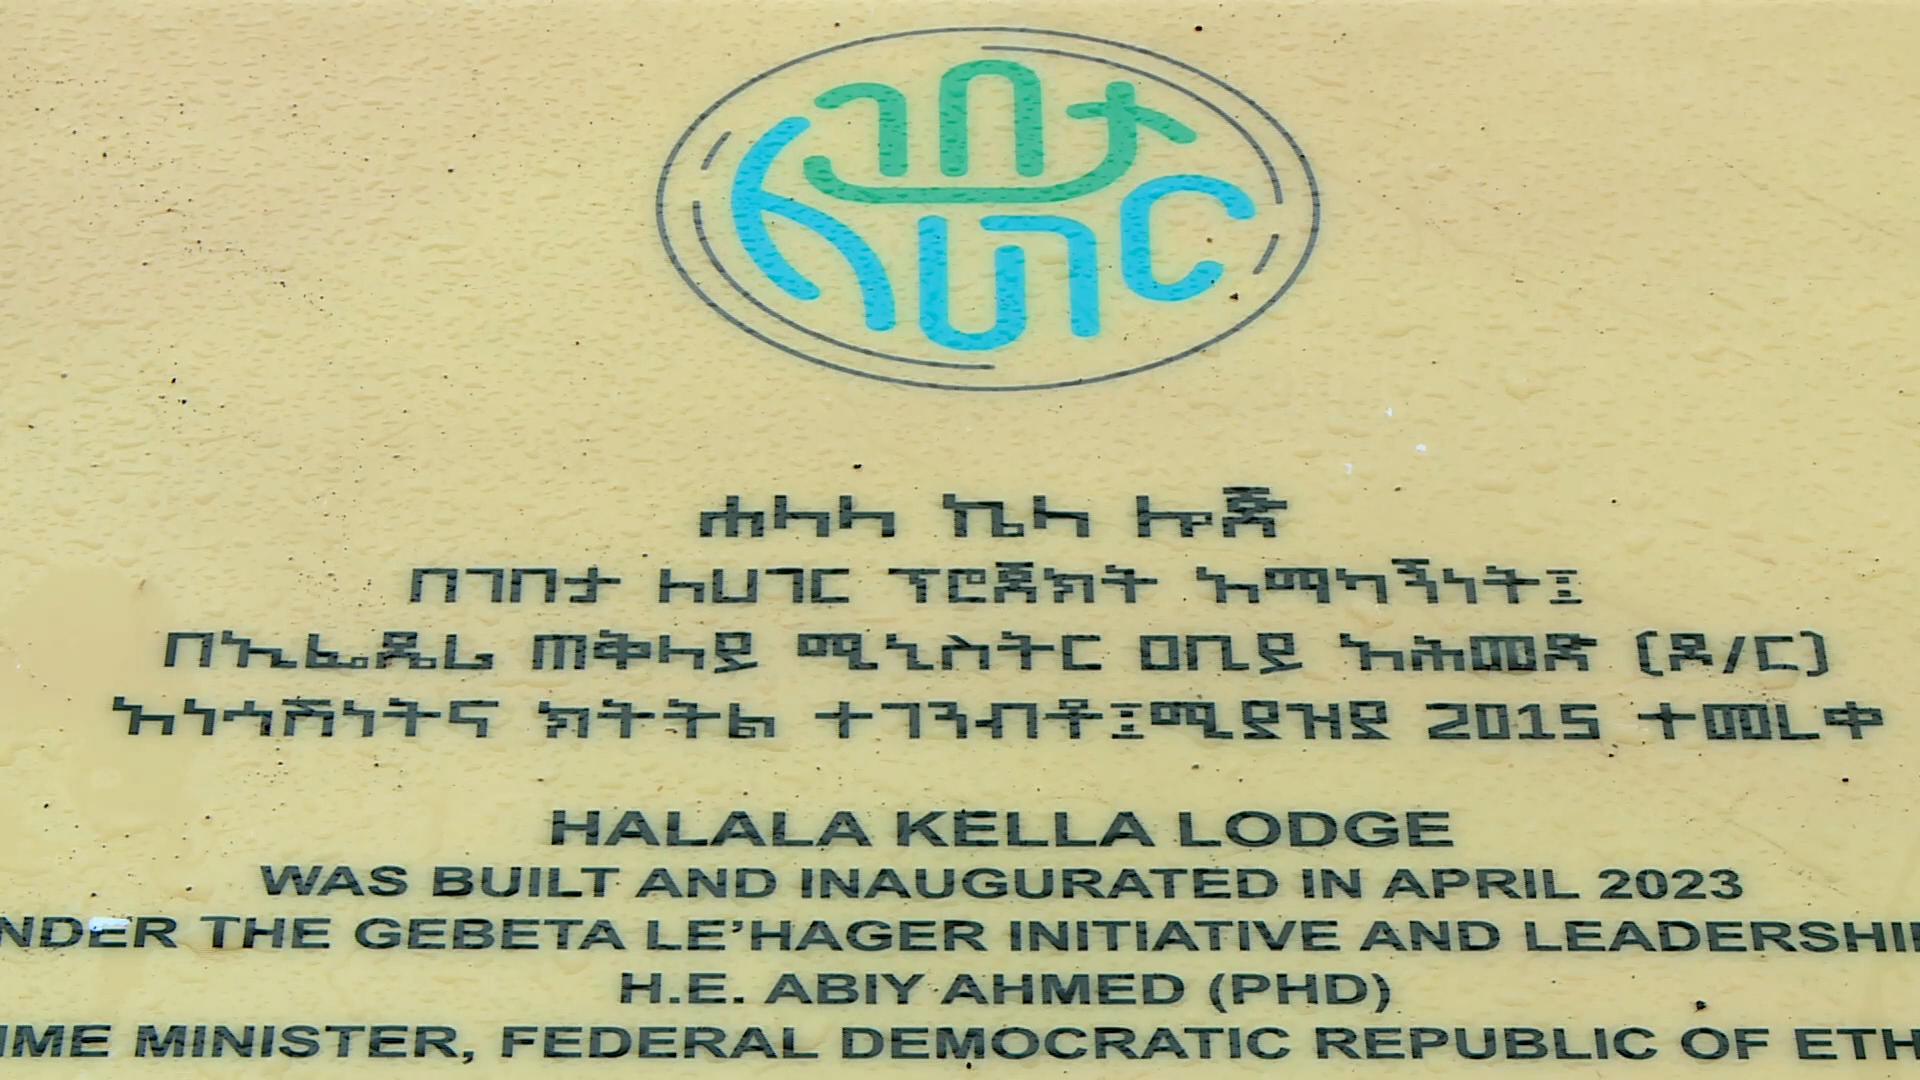 ገበታ
ለሀገር
ሐላላ ኬላ ሎጅ
በገበታ ለሀገር ፕሮጀክት አማካኝነት፤
በኢፌዴሪ ጠቅላይ ሚኒስትር ዐቢይ አሕመድ (ዶ/ር)
አነሳሽነትና ክትትል ተገንብቶ፤ሚያዝያ 2015 ተመረቀ
HALALA KELLA LODGE
WAS BUILT AND INAUGURATED IN APRIL 2023
NDER THE GEBETA LE’HAGER INITIATIVE AND LEADERSHI
H.E. ABIY AHMED (PHD)
IME MINISTER, FEDERAL DEMOCRATIC REPUBLIC OF ETH